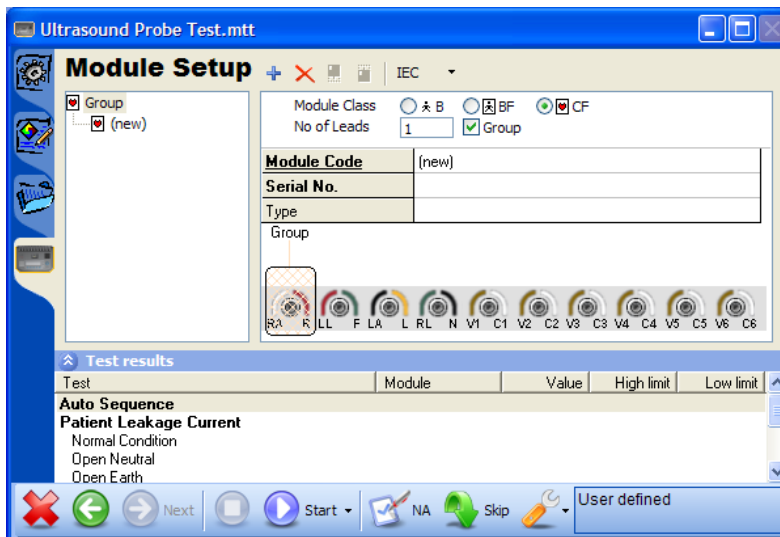 Ultrasound Probe Test.mtt
Module Setup
IEC
Group
(new)
Module Class B BF CF
No of Leads 1 Group
Module Code (new)
Serial No.
Type
Group
RA R LL F LA L RL N V1 C1 V2 C2 V3 C3 V4 C4 V5 C5 V6 C6
Test results
Test Module Value High limit Low limit
Auto Sequence
Patient Leakage Current
Normal Condition
Open Neutral
Open Earth
Next Start NA Skip User defined